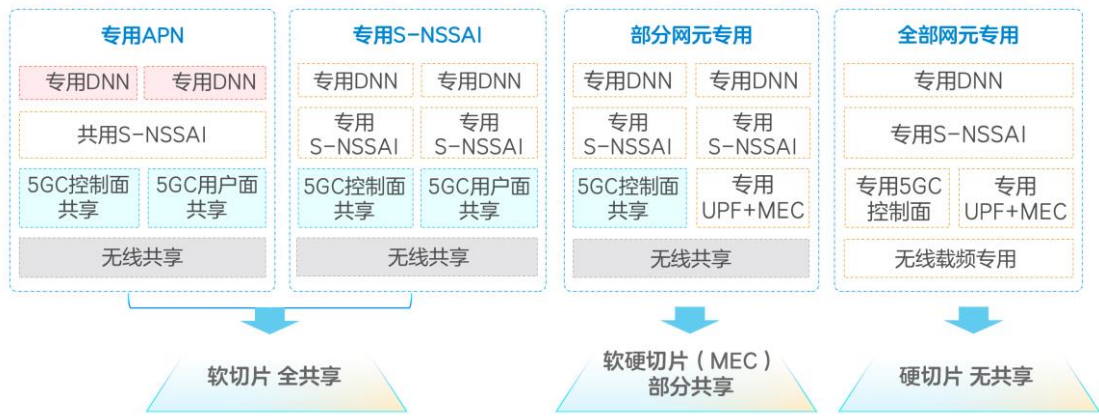 专用APN
专用DNN
专用DNN
共用S-NSSAI
5GC控制面
共享
5GC用户面
共享
无线共享
专用S-NSSAI
专用DNN
专用DNN
专用
S-NSSAI
专用
S-NSSAI
5GC控制面
共享
5GC用户面
共享
无线共享
部分网元专用
专用DNN
专用DNN
专用
S-NSSAI
专用
S-NSSAI
5GC控制面
共享
专用
UPF+MEC
无线共享
全部网元专用
专用DNN
专用S-NSSAI
专用5GC
控制面
专用
UPF+MEC
无线载频专用
软切片 全共享
软硬切片（MEC）
部分共享
硬切片 无共享